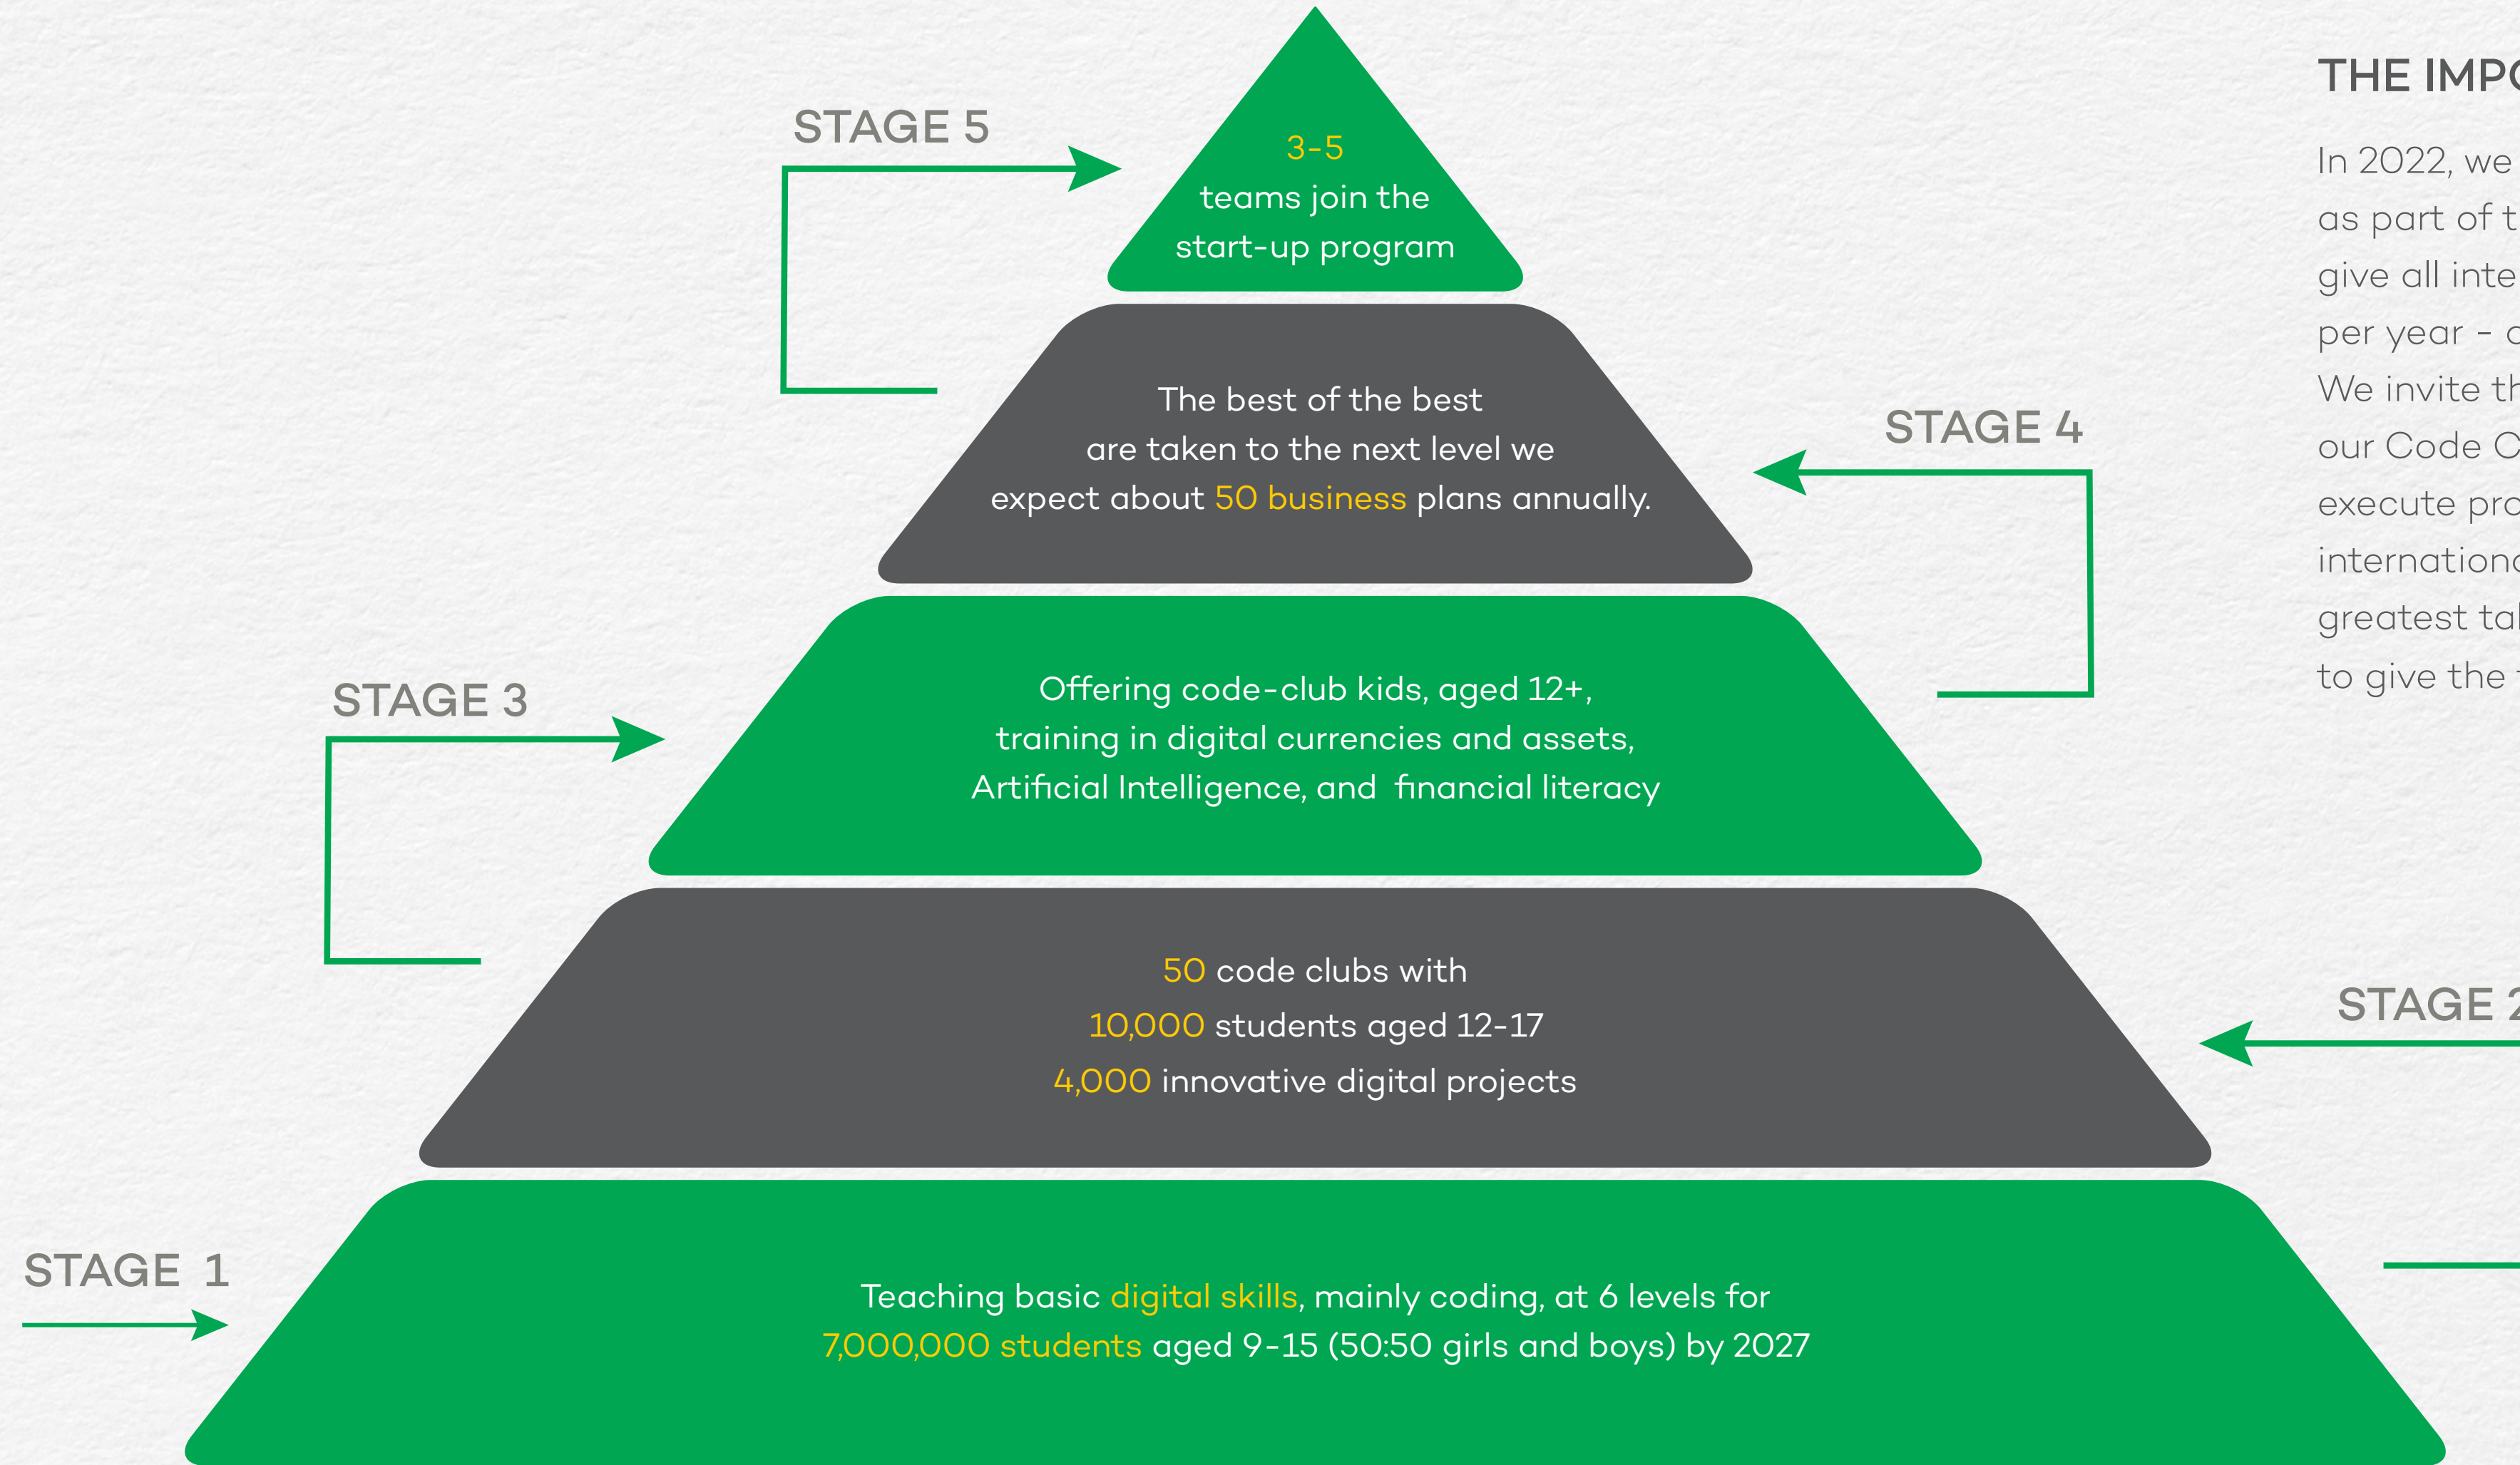 STAGE 5
3-5
teams join the
start-up program
The best of the best
are taken to the next level we
expect about 50 business plans annually.
STAGE 4
Offering code-club kids, aged 12+,
training in digital currencies and assets,
Artificial Intelligence, and financial literacy
STAGE 3
50 code clubs with
10,000 students aged 12-17
4,000 innovative digital projects
STAGE 2
STAGE 1
Teaching basic digital skills, mainly coding, at 6 levels for
7,000,000 students aged 9-15 (50:50 girls and boys) by 2027
THE
In 2022, we
as part of
give all
per year -
We invite
our Code
execute
greatest
to give the